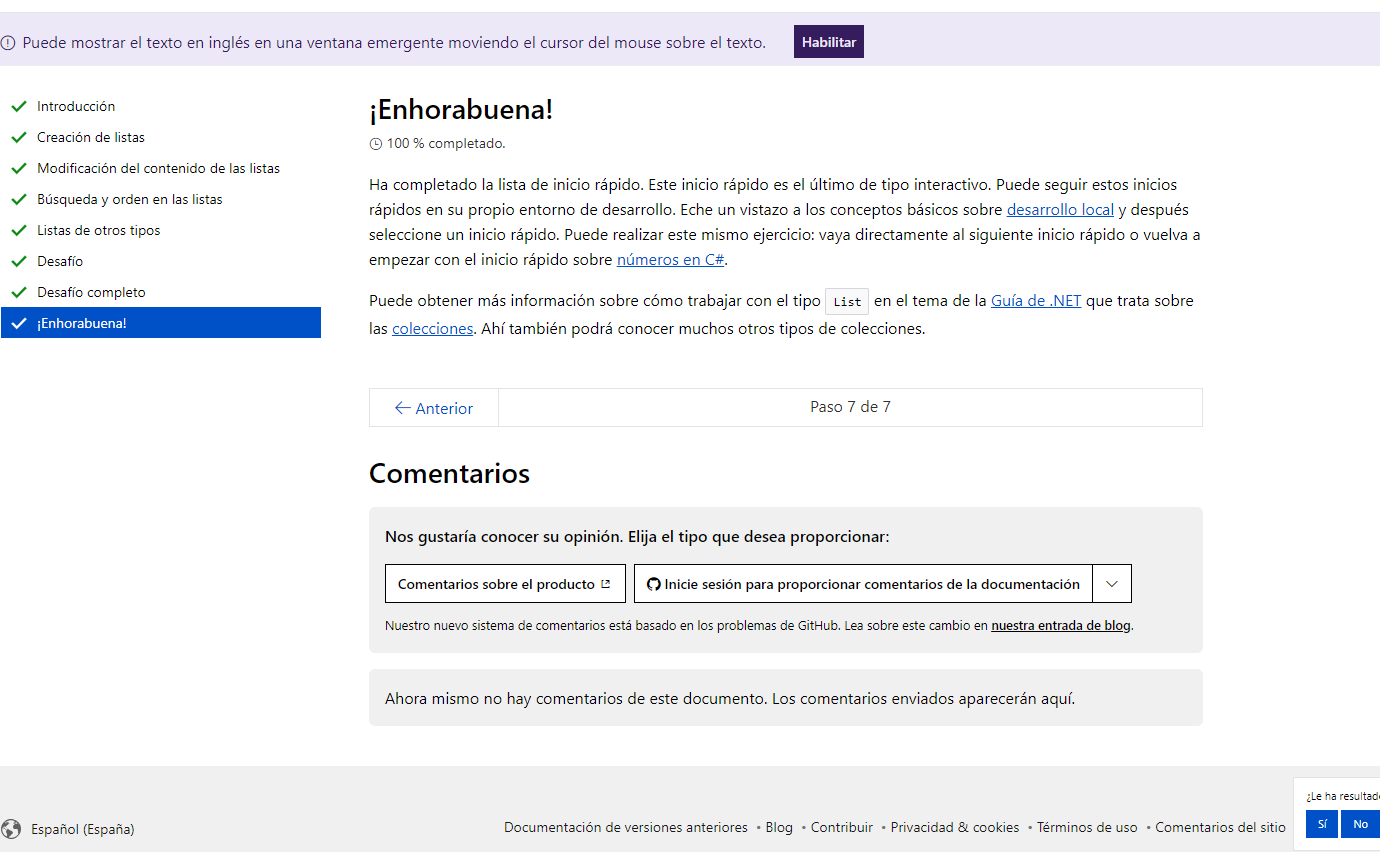 Puede mostrar el texto en inglés en una ventana emergente moviendo el cursor del mouse sobre el texto. Habilitar
Introducción
Creación de listas
Modificación del contenido de las listas
Búsqueda y orden en las listas
Listas de otros tipos
Desafío
Desafío completo
¡Enhorabuena!
¡Enhorabuena!
100 % completado.
Ha completado la lista de inicio rápido. Este inicio rápido es el último de tipo interactivo. Puede seguir estos inicios
rápidos en su propio entorno de desarrollo. Eche un vistazo a los conceptos básicos sobre desarrollo local y después
seleccione un inicio rápido. Puede realizar este mismo ejercicio: vaya directamente al siguiente inicio rápido o vuelva a
empezar con el inicio rápido sobre números en C#.
Puede obtener más información sobre cómo trabajar con el tipo List en el tema de la Guía de .NET que trata sobre
las colecciones. Ahí también podrá conocer muchos otros tipos de colecciones.
← Anterior
Paso 7 de 7
Comentarios
Nos gustaría conocer su opinión. Elija el tipo que desea proporcionar:
Comentarios sobre el producto
Inicie sesión para proporcionar comentarios de la documentación
Nuestro nuevo sistema de comentarios está basado en los problemas de GitHub. Lea sobre este cambio en nuestra entrada de blog.
Ahora mismo no hay comentarios de este documento. Los comentarios enviados aparecerán aquí.
Español (España)
Documentación de versiones anteriores • Blog • Contribuir • Privacidad & cookies • Términos de uso • Comentarios del sitio
¿Le ha
Sí No